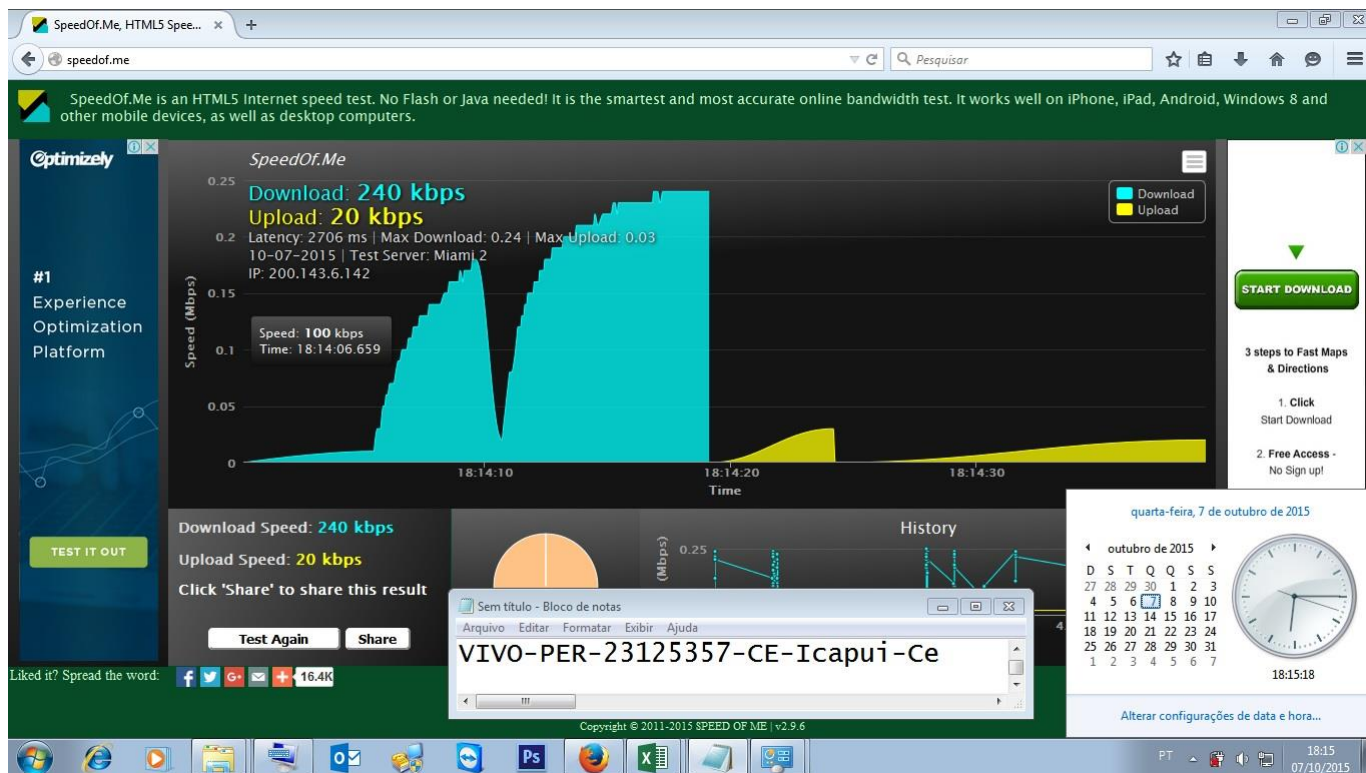 SpeedOf.Me, HTML5 Spee...
speedof.me
Pesquisar
SpeedOf.Me is an HTML5 Internet speed test. No Flash or Java needed! It is the smartest and most accurate online bandwidth test. It works well on iPhone, iPad, Android, Windows 8 and
other mobile devices, as well as desktop computers.
Optimizely
#1
Experience
Optimization
Platform
TEST IT OUT
SpeedOf.Me
Download: 240 kbps
Upload: 20 kbps
Latency: 2706 ms | Max Download: 0.24 | Max Upload: 0.03
10-07-2015 | Test Server: Miami 2
IP: 200.143.6.142
Download
Upload
Speed (Mbps)
0.25
0.2
0.15
0.1
0.05
0
Speed: 100 kbps
Time: 18:14:06.659
18:14:10
18:14:20
18:14:30
Time
START DOWNLOAD
3 steps to Fast Maps
& Directions
1. Click
Start Download
2. Free Access -
No Sign up!
Download Speed: 240 kbps
Upload Speed: 20 kbps
Click 'Share' to share this result
Test Again
Share
History
(Mbps)
0.25
4.
Sem título - Bloco de notas
Arquivo Editar Formatar Exibir Ajuda
VIVO-PER-23125357-CE-Icapui-Ce
quarta-feira, 7 de outubro de 2015
outubro de 2015
D S T Q Q S S
27 28 29 30 1 2 3
4 5 6 7 8 9 10
11 12 13 14 15 16 17
18 19 20 21 22 23 24
25 26 27 28 29 30 31
1 2 3 4 5 6 7
18:15:18
Alterar configurações de data e hora...
Liked it? Spread the word:
16.4K
Copyright © 2011-2015 SPEED OF ME | v2.9.6
Ps
PT
18:15
07/10/2015